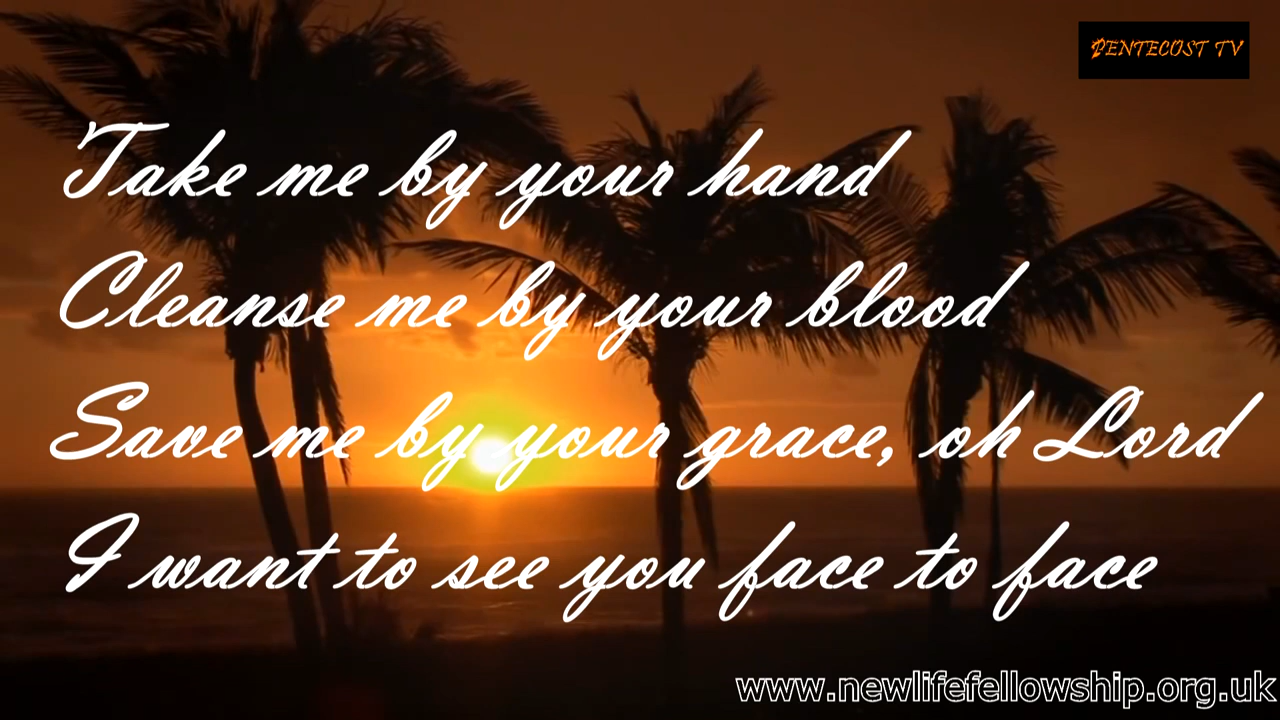 PENTECOST TV
Take me by your hand
Cleanse me by your blood
Save me by your grace, oh Lord
I want to see you face to face
www.newlifefellowship.org.uk